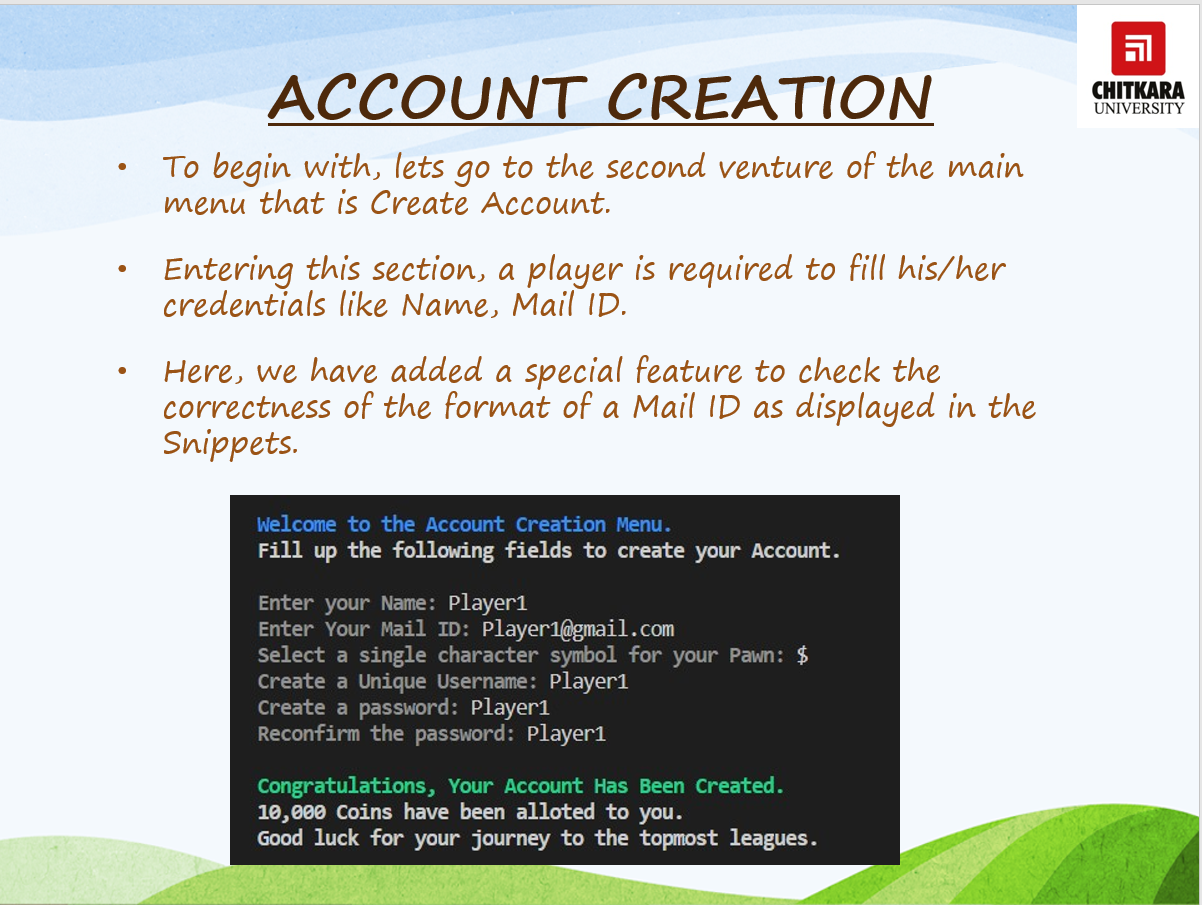 ACCOUNT CREATION
CHITKARA
UNIVERSITY
• To begin with, lets go to the second venture of the main
menu that is Create Account.
• Entering this section, a player is required to fill his/her
credentials like Name, Mail ID.
• Here, we have added a special feature to check the
correctness of the format of a Mail ID as displayed in the
Snippets.
Welcome to the Account Creation Menu.
Fill up the following fields to create your Account.
Enter your Name: Player1
Enter Your Mail ID: Player1@gmail.com
Select a single character symbol for your Pawn: $
Create a Unique Username: Player1
Create a password: Player1
Reconfirm the password: Player1
Congratulations, Your Account Has Been Created.
10,000 Coins have been alloted to you.
Good luck for your journey to the topmost leagues.